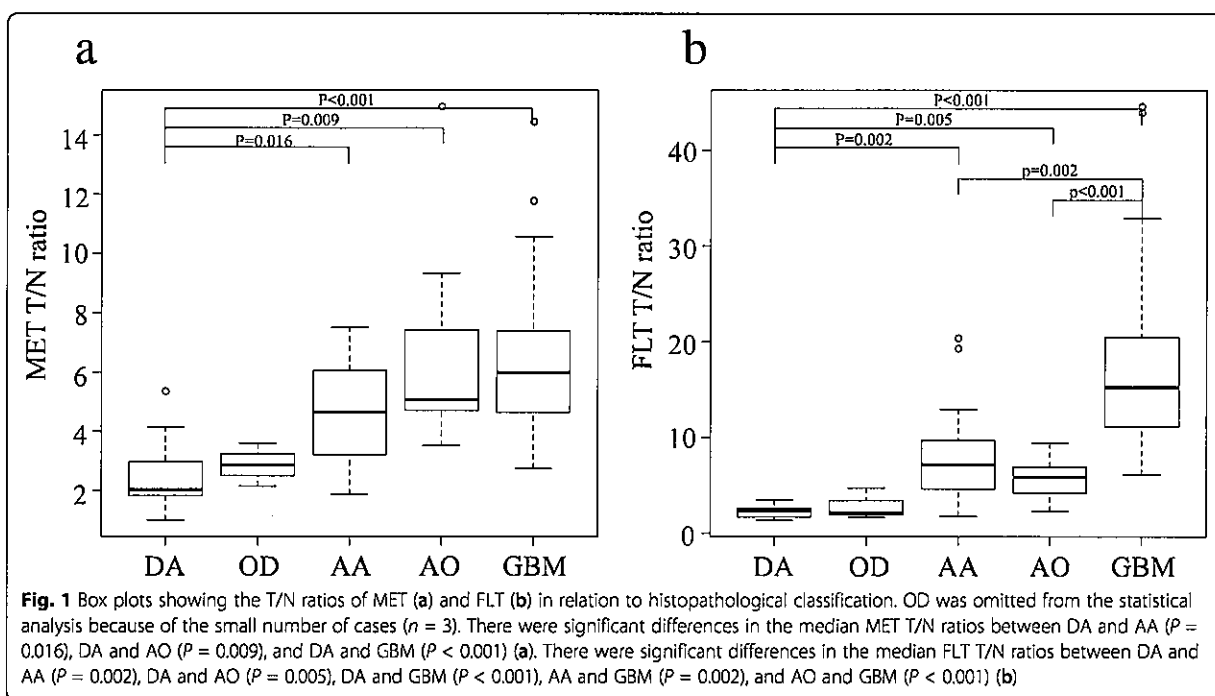 a
b
P<0.001
P=0.009
P=0.016
14
12
10
8
6
4
2
MET T/N ratio
DA OD AA AO GBM
P<0.001
P=0.005
P=0.002
p=0.002
p<0.001
40
30
20
10
0
FLT T/N ratio
DA OD AA AO GBM
Fig. 1 Box plots showing the T/N ratios of MET (a) and FLT (b) in relation to histopathological classification. OD was omitted from the statistical
analysis because of the small number of cases (n = 3). There were significant differences in the median MET T/N ratios between DA and AA (P =
0.016), DA and AO (P = 0.009), and DA and GBM (P < 0.001) (a). There were significant differences in the median FLT T/N ratios between DA and
AA (P = 0.002), DA and AO (P = 0.005), DA and GBM (P < 0.001), AA and GBM (P = 0.002), and AO and GBM (P < 0.001) (b)